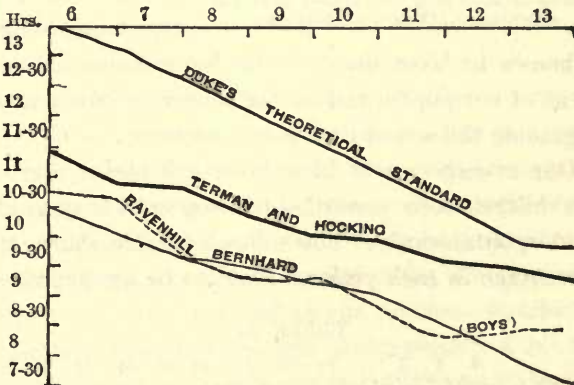 Hrs. 6 7 8 9 10 11 12 13
13
12-30
12
11-30
11
10-30
10
9-30
9
8-30
8
7-30
DUKE'S THEORETICAL STANDARD
TERMAN AND HOCKING
RAVENHILL
BERNHARD
(BOYS)